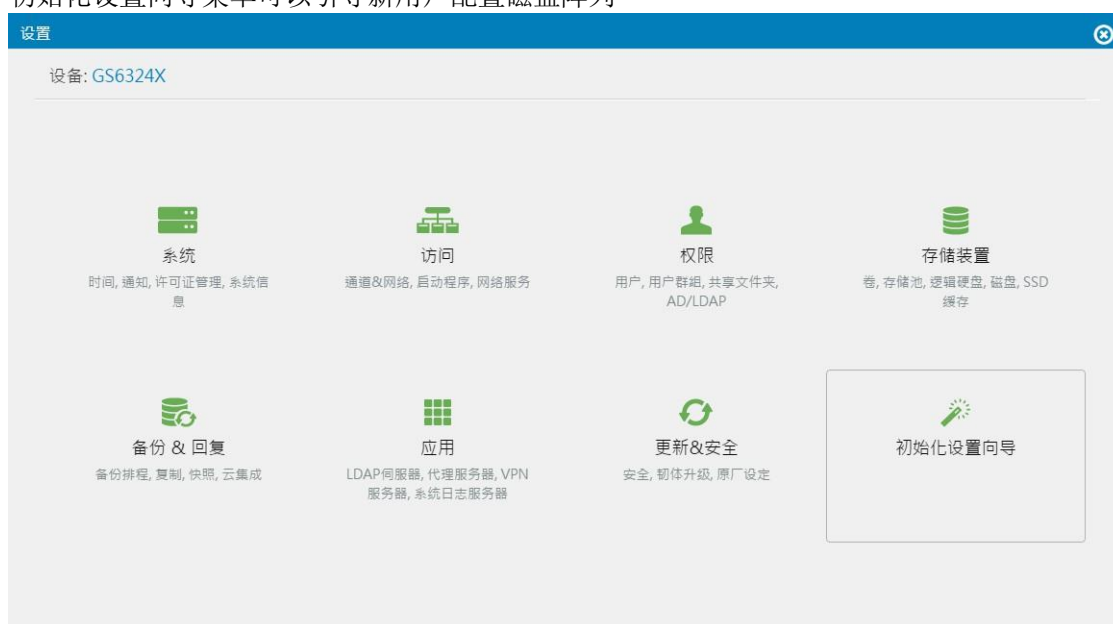 初始化设置向导菜单可以引导新用户配置磁盘阵列
设置
设备: GS6324X
系统
时间, 通知, 许可证管理, 系统信
息
访问
通道&网络, 启动程序, 网络服务
权限
用户, 用户群組, 共享文件夹,
AD/LDAP
存储装置
卷, 存储池, 逻辑硬盘, 磁盘, SSD
缓存
备份 & 回复
备份排程, 复制, 快照, 云集成
应用
LDAP伺服器, 代理服务器, VPN
服务器, 系统日志服务器
更新&安全
安全, 韧体升级, 原厂设定
初始化设置向导